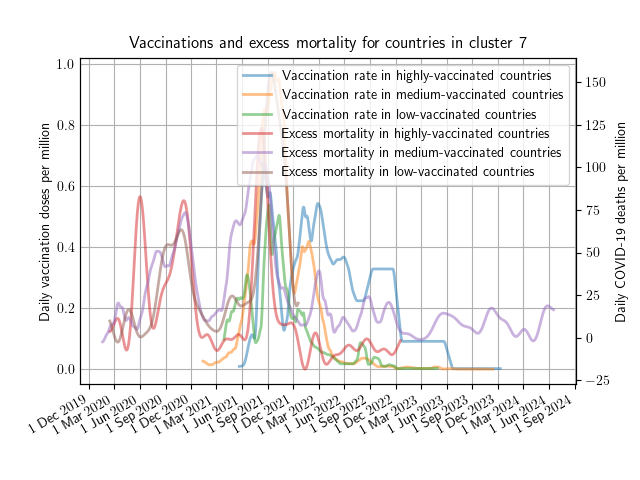 Vaccinations and excess mortality for countries in cluster 7
Vaccination rate in highly-vaccinated countries
Vaccination rate in medium-vaccinated countries
Vaccination rate in low-vaccinated countries
Excess mortality in highly-vaccinated countries
Excess mortality in medium-vaccinated countries
Excess mortality in low-vaccinated countries
Daily vaccination doses per million
1.0
0.8
0.6
0.4
0.2
0.0
Daily COVID-19 deaths per million
150
125
100
75
50
25
0
−25
1 Dec 2019
1 Mar 2020
1 Jun 2020
1 Sep 2020
1 Dec 2020
1 Mar 2021
1 Jun 2021
1 Sep 2021
1 Dec 2021
1 Mar 2022
1 Jun 2022
1 Sep 2022
1 Dec 2022
1 Mar 2023
1 Jun 2023
1 Sep 2023
1 Dec 2023
1 Mar 2024
1 Jun 2024
1 Sep 2024